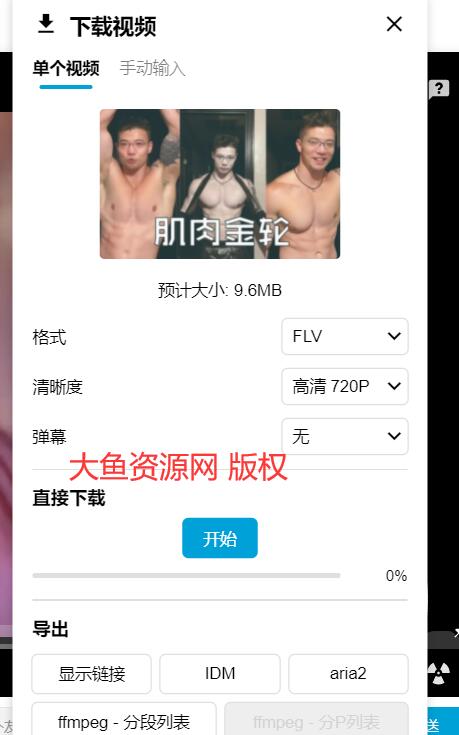 下载视频
单个视频 手动输入
肌肉金轮
预计大小: 9.6MB
格式 FLV
清晰度 高清 720P
弹幕 无
大鱼资源网 版权
直接下载
开始
0%
导出
显示链接 IDM aria2
ffmpeg - 分段列表 ffmpeg - 分P列表
送